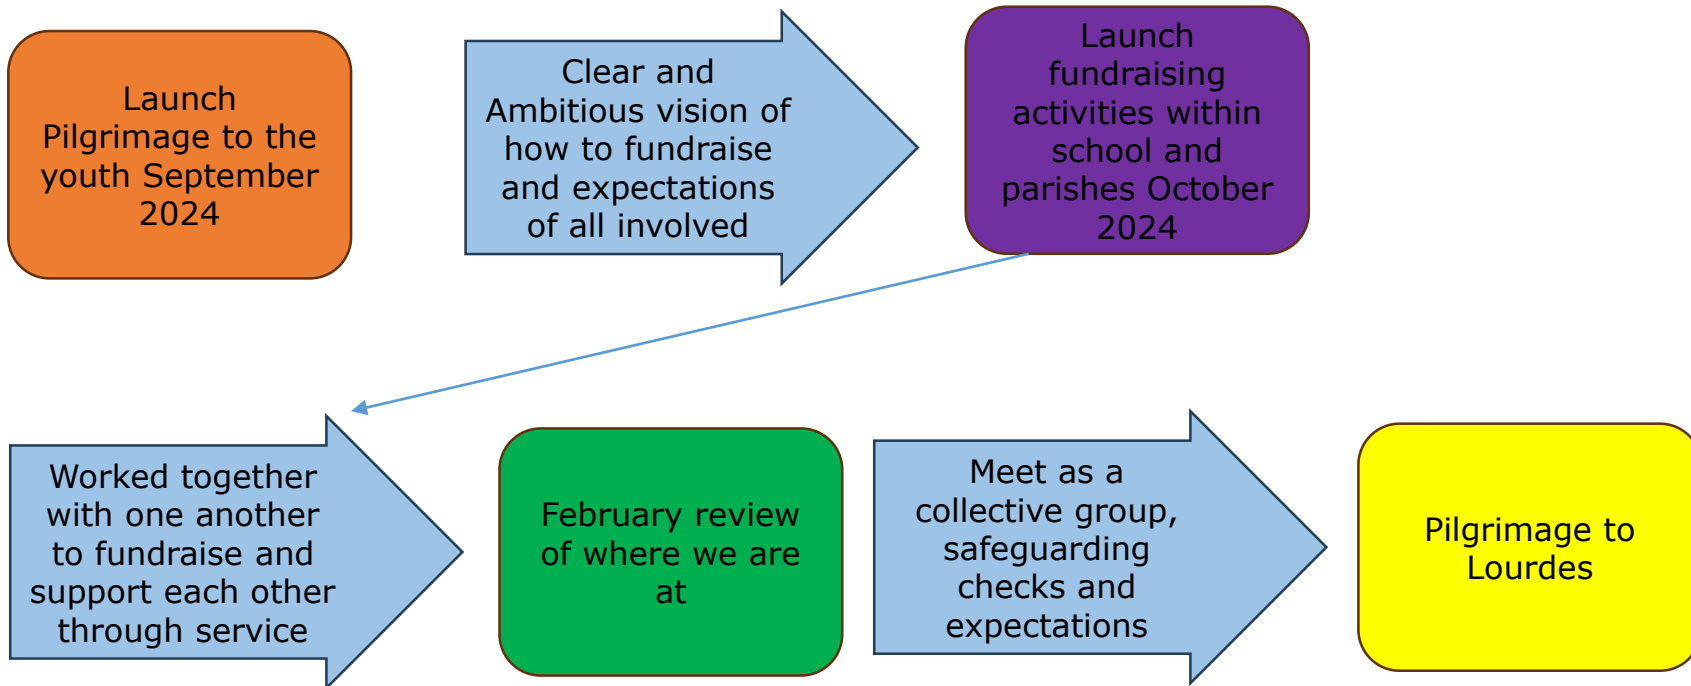 Launch
Pilgrimage to the
youth September
2024
Clear and
Ambitious vision of
how to fundraise
and expectations
of all involved
Launch
fundraising
activities within
school and
parishes October
2024
Worked together
with one another
to fundraise and
support each other
through service
February review
of where we are
at
Meet as a
collective group,
safeguarding
checks and
expectations
Pilgrimage to
Lourdes